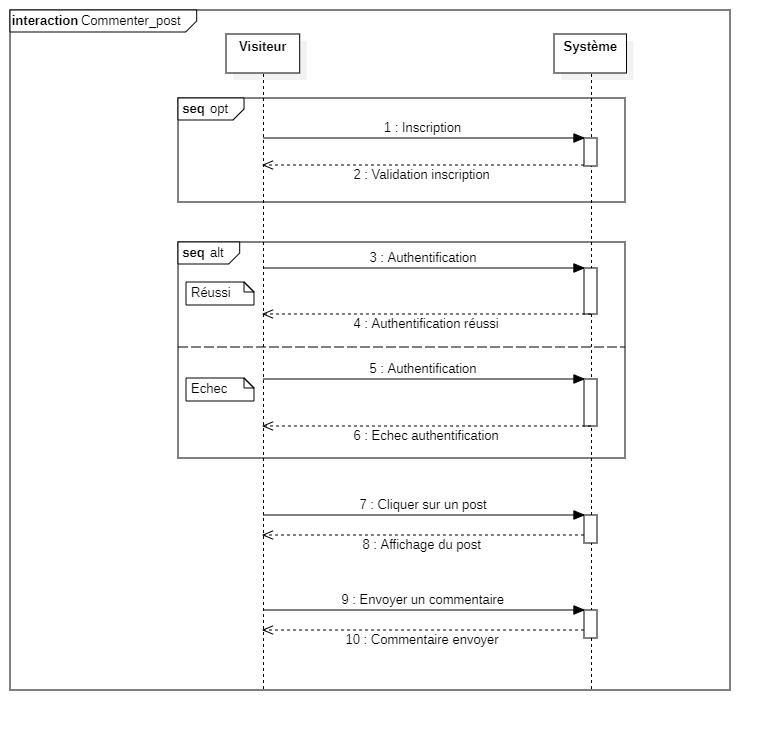 interaction Commenter_post
Visiteur
Système
seq opt
1 : Inscription
2 : Validation inscription
seq alt
3 : Authentification
Réussi
4 : Authentification réussi
5 : Authentification
Echec
6 : Echec authentification
7 : Cliquer sur un post
8 : Affichage du post
9 : Envoyer un commentaire
10 : Commentaire envoyer